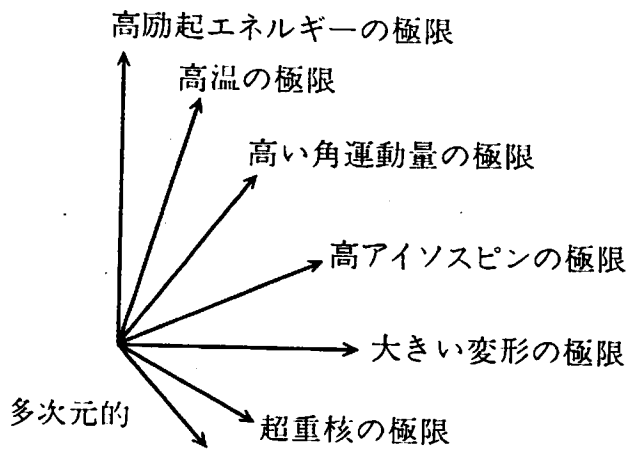 高励起エネルギーの極限
高温の極限
高い角運動量の極限
高アイソスピンの極限
大きい変形の極限
多次元的
超重核の極限